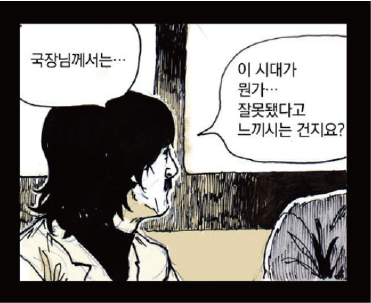 국장님께서는…
이 시대가
뭔가…
잘못됐다고
느끼시는 건지요?